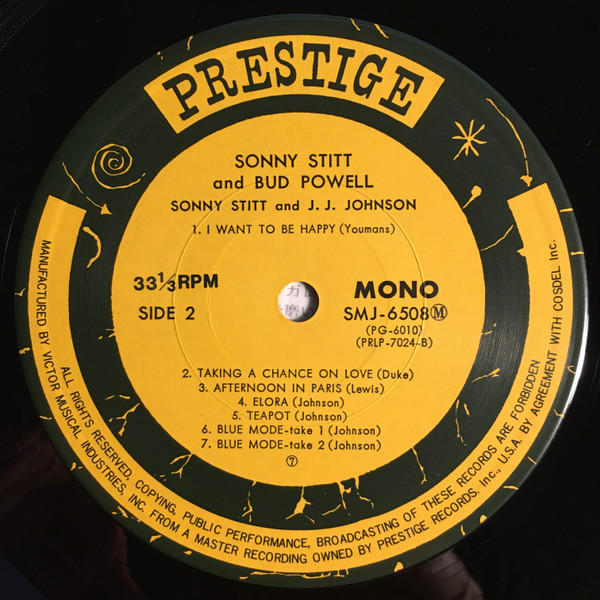 PRESTIGE
SONNY STITT
and BUD POWELL
SONNY STITT and J. J. JOHNSON
1. I WANT TO BE HAPPY (Youmans)
33⅓RPM
SIDE 2
MONO
SMJ-6508Ⓜ
(PG-6010)
(PRLP-7024-B)
2. TAKING A CHANCE ON LOVE (Duke)
3. AFTERNOON IN PARIS (Lewis)
4. ELORA (Johnson)
5. TEAPOT (Johnson)
6. BLUE MODE-take 1 (Johnson)
7. BLUE MODE-take 2 (Johnson)
⑦
ALL RIGHTS RESERVED, COPYING, PUBLIC PERFORMANCE, BROADCASTING OF THESE RECORDS ARE FORBIDDEN
MANUFACTURED BY VICTOR MUSICAL INDUSTRIES, INC. FROM A MASTER RECORDING OWNED BY PRESTIGE RECORDS. Inc., U.S.A. BY AGREEMENT WITH COSDEL Inc.